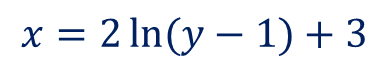 x = 2 ln(y − 1) + 3